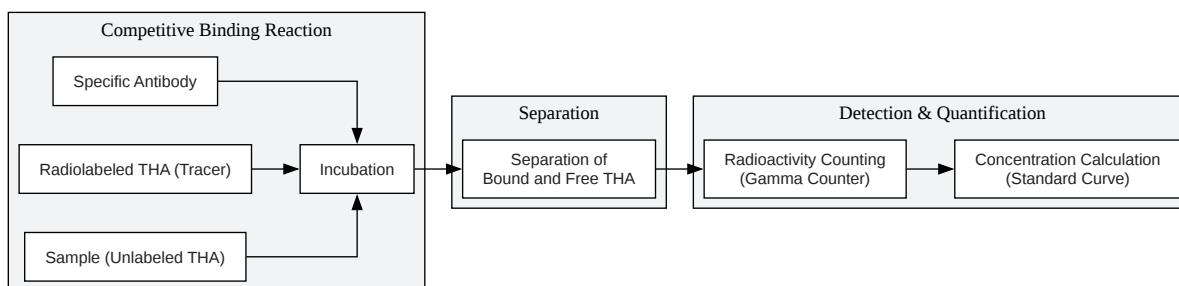 Competitive Binding Reaction
Specific Antibody
Radiolabeled THA (Tracer)
Incubation
Sample (Unlabeled THA)
Separation
Separation of
Bound and Free THA
Detection & Quantification
Radioactivity Counting
(Gamma Counter)
Concentration Calculation
(Standard Curve)